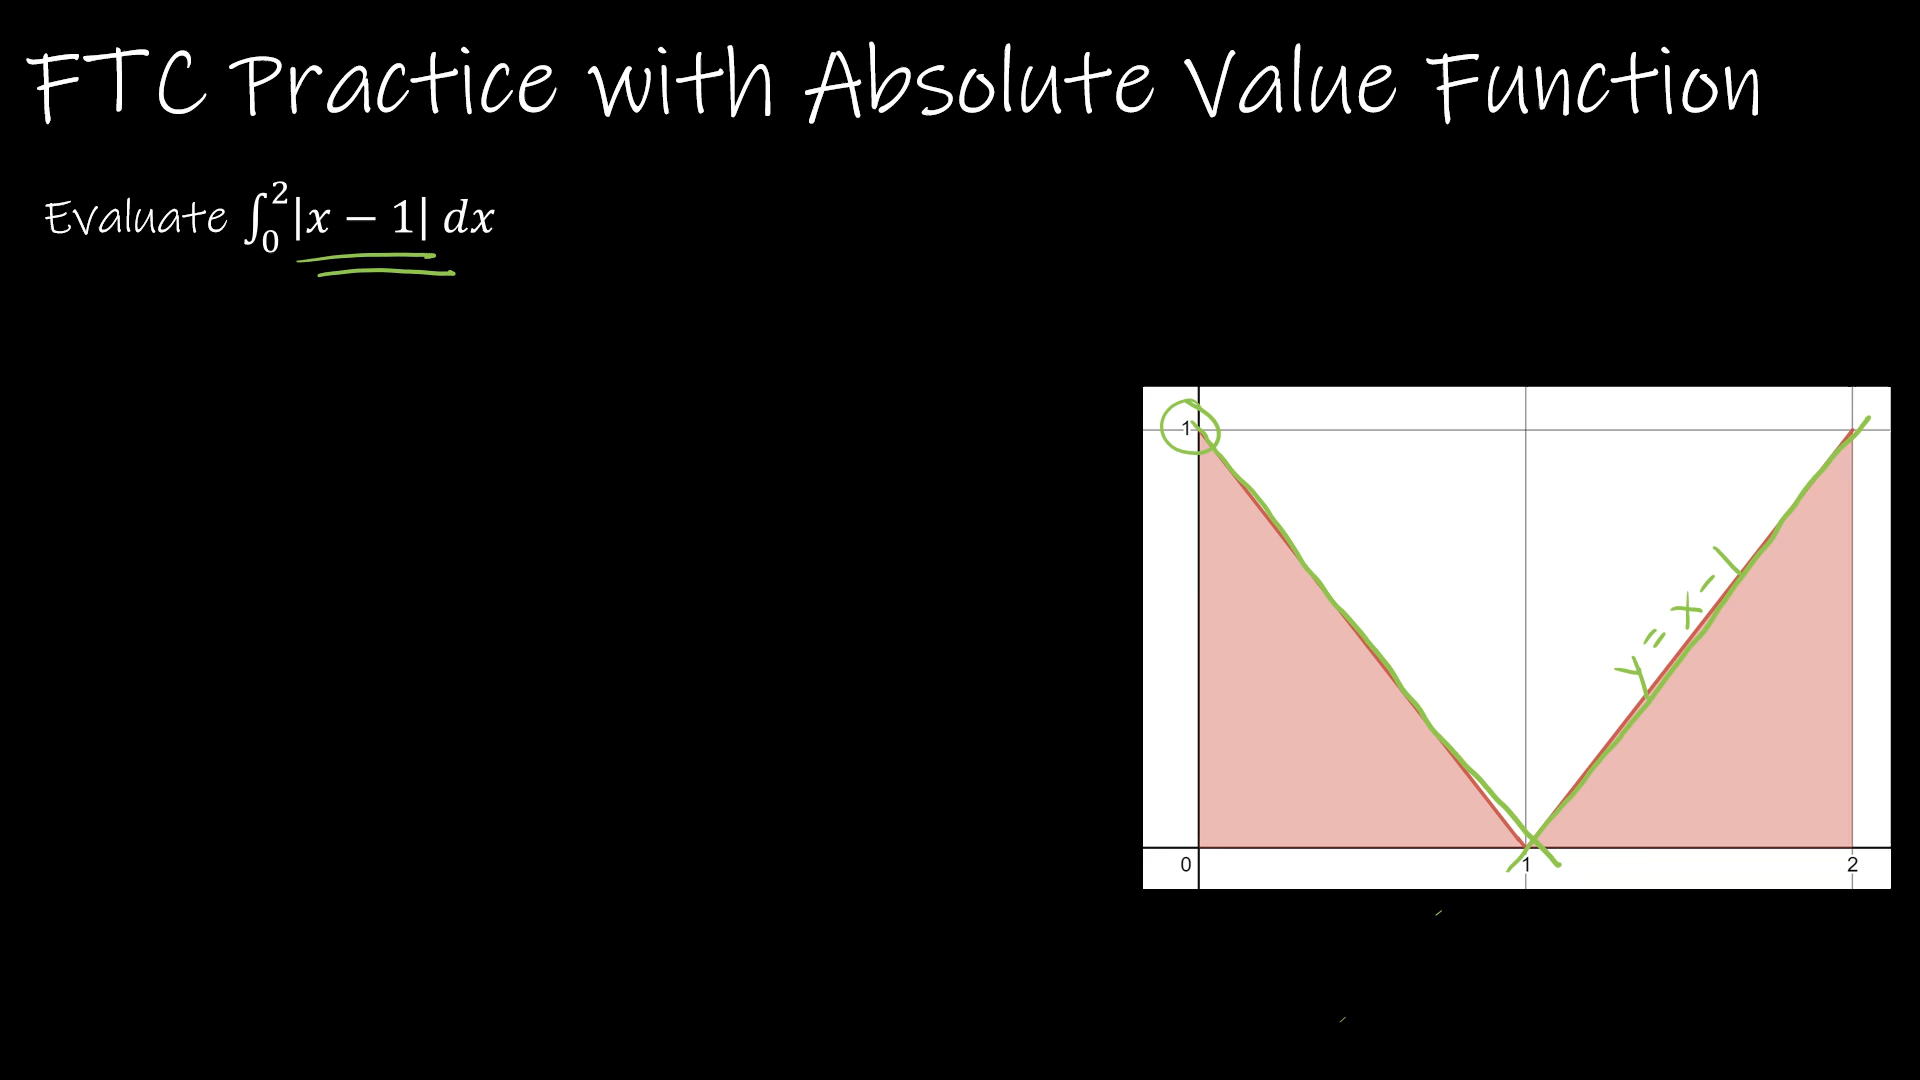 FTC Practice with Absolute Value Function
Evaluate ∫₀²|x − 1| dx
1
y = x - 1
0 1 2